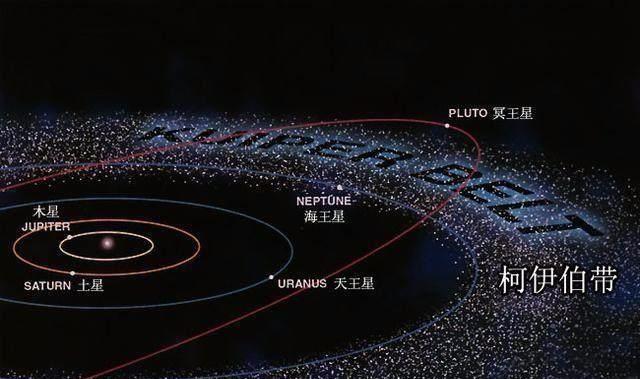 PLUTO 冥王星
KUIPER BELT
NEPTUNE
海王星
木星
JUPITER
SATURN 土星
URANUS 天王星
柯伊伯带